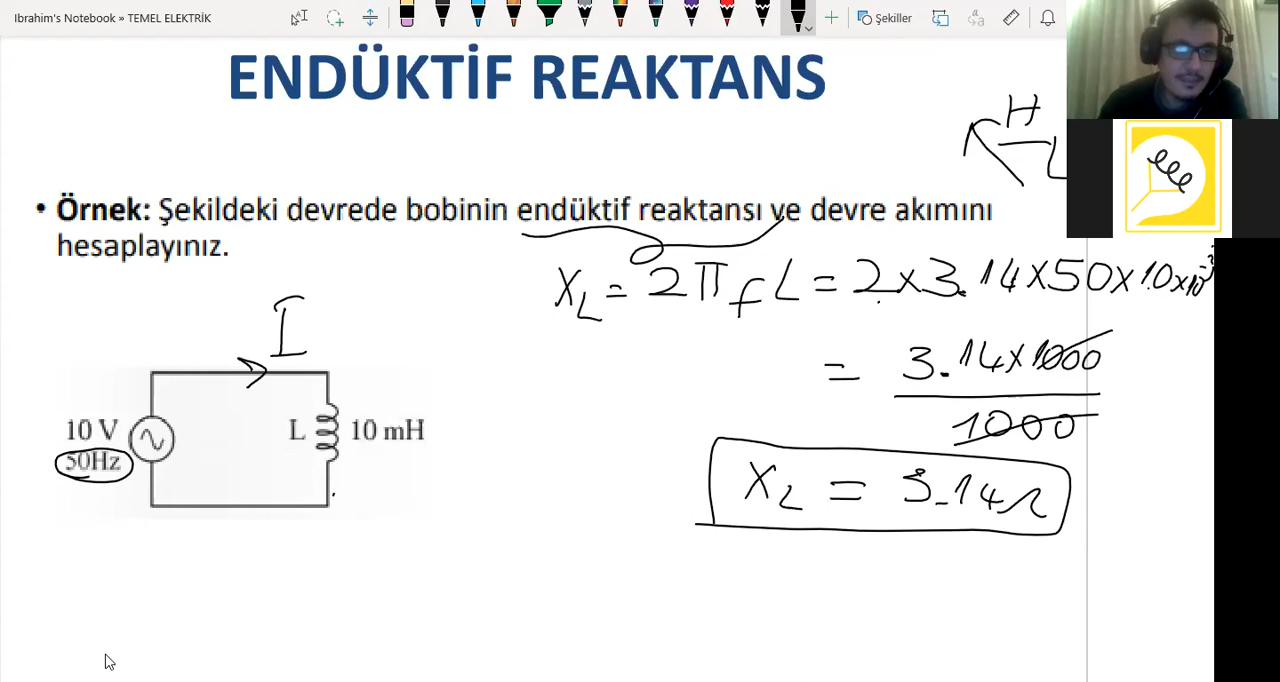 Ibrahim's Notebook » TEMEL ELEKTRİK
Şekiller
ENDÜKTİF REAKTANS
H
L
• Örnek: Şekildeki devrede bobinin endüktif reaktansı ve devre akımını
hesaplayınız.
X_L = 2πfL = 2x3.14x50x10x10⁻³
= 3.14x1000
1000
X_L = 3.14Ω
I
10 V
50Hz
L
10 mH